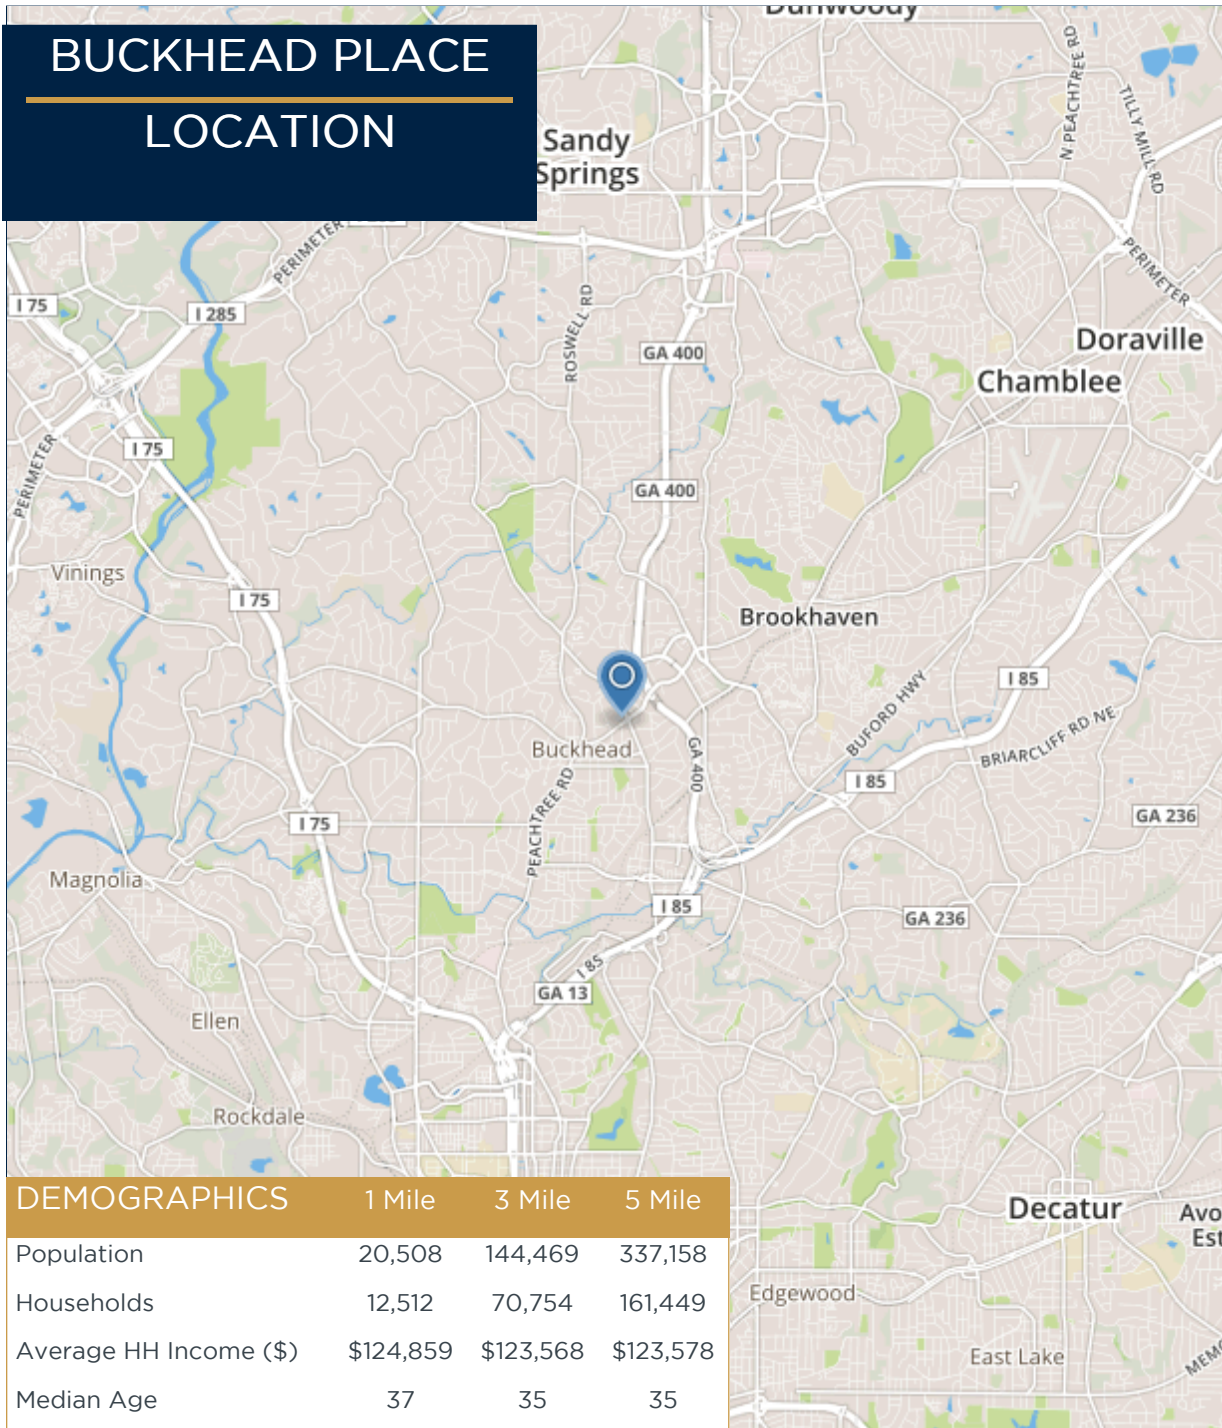 Dunwoody
BUCKHEAD PLACE
LOCATION
N PEACHTREE RD
TILLY MILL RD
Sandy
Springs
PERIMETER
PERIMETER
I 75
I 285
ROSWELL RD
Doraville
GA 400
Chamblee
I 75
PERIMETER
GA 400
Vinings
I 75
Brookhaven
I 85
BUFORD HWY
BRIARCLIFF RD NE
Buckhead
GA 400
I 85
PEACHTREE RD
I 75
GA 236
Magnolia
I 85
GA 236
I 85
GA 13
Ellen
Rockdale
DEMOGRAPHICS 1 Mile 3 Mile 5 Mile
Population 20,508 144,469 337,158
Households 12,512 70,754 161,449
Average HH Income ($) $124,859 $123,568 $123,578
Median Age 37 35 35
Decatur
Avo
Est
Edgewood
East Lake
MEMO